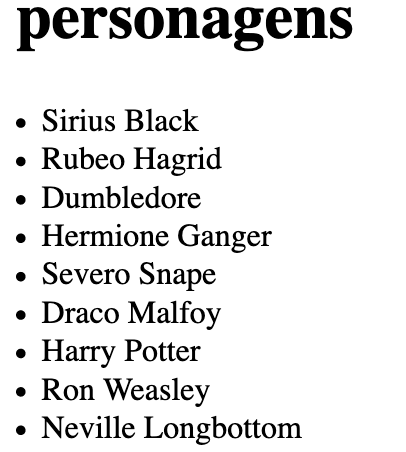 personagens
Sirius Black
Rubeo Hagrid
Dumbledore
Hermione Ganger
Severo Snape
Draco Malfoy
Harry Potter
Ron Weasley
Neville Longbottom